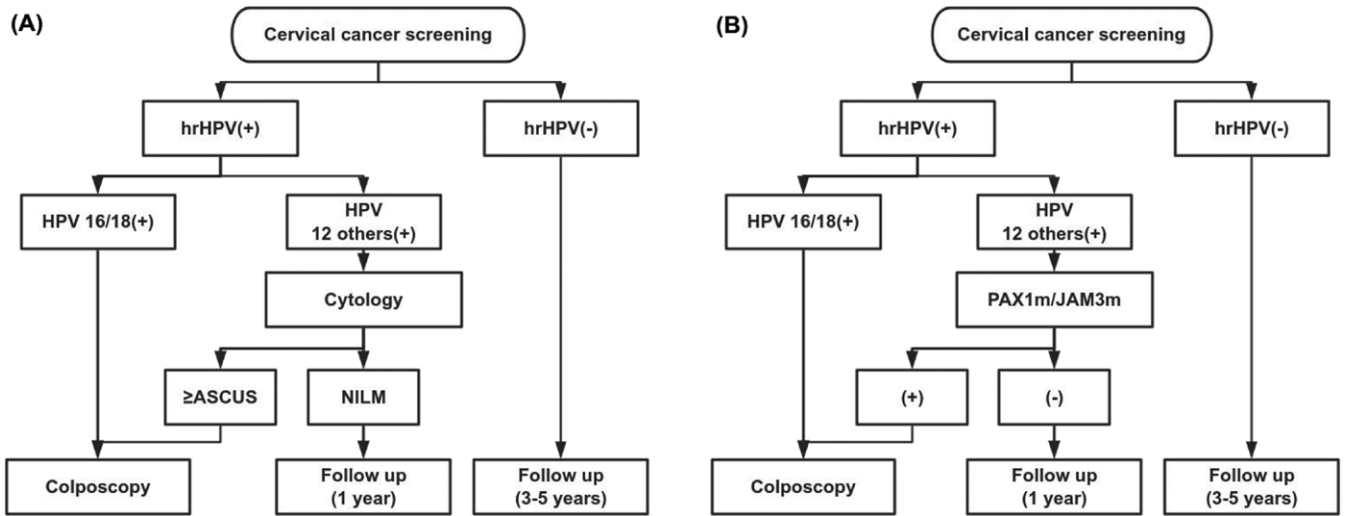 (A)
Cervical cancer screening
hrHPV(+)
hrHPV(-)
HPV 16/18(+)
HPV
12 others(+)
Cytology
≥ASCUS
NILM
Colposcopy
Follow up
(1 year)
Follow up
(3-5 years)
(B)
Cervical cancer screening
hrHPV(+)
hrHPV(-)
HPV 16/18(+)
HPV
12 others(+)
PAX1m/JAM3m
(+)
(-)
Colposcopy
Follow up
(1 year)
Follow up
(3-5 years)